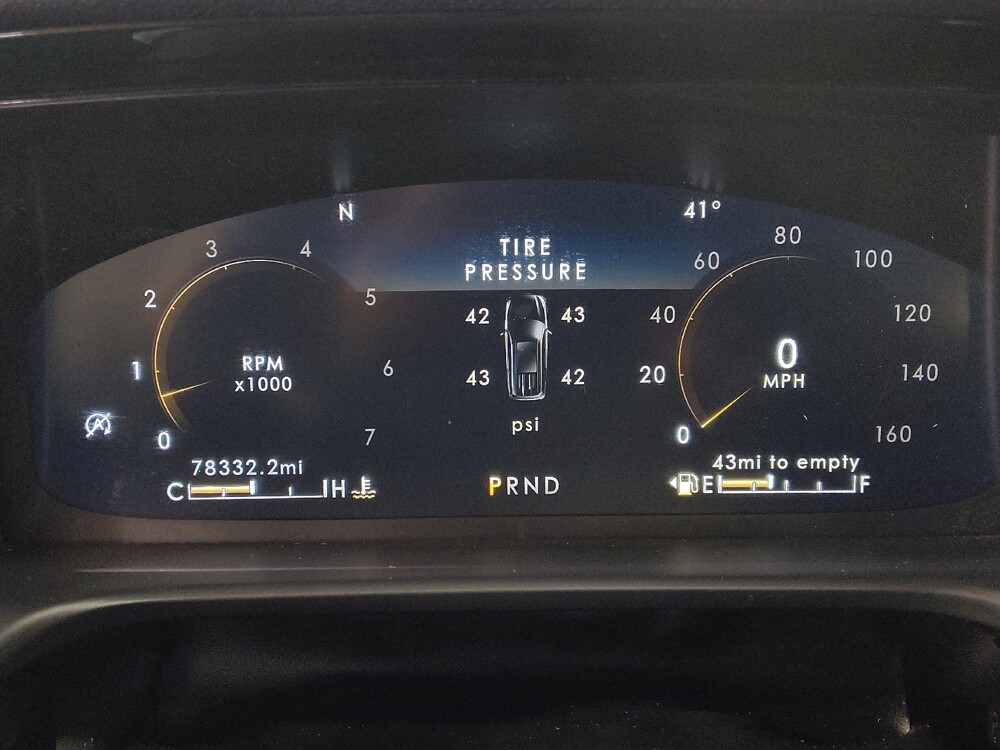 N
41°
TIRE
PRESSURE
42 43
43 42
psi
0
1
2
3
4
5
6
7
RPM
x1000
0
20
40
60
80
100
120
140
160
0
MPH
A
78332.2mi
C H
PRND
43mi to empty
E F